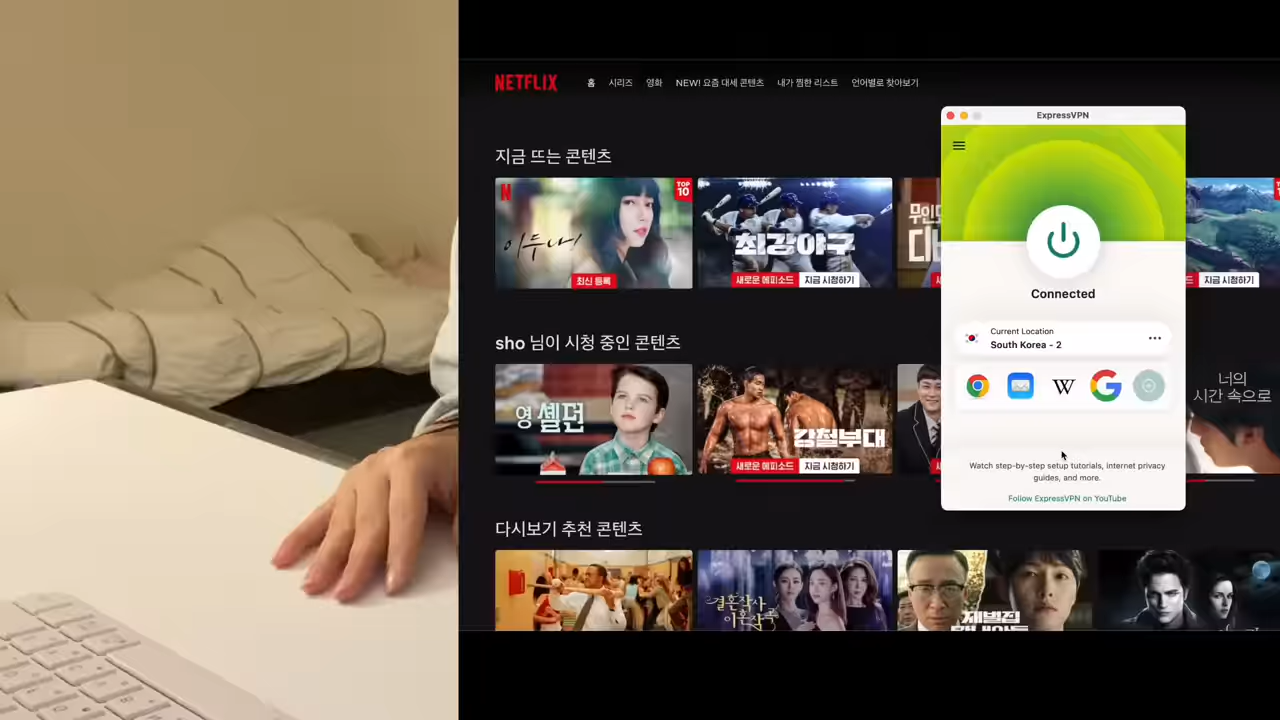 NETFLIX
홈 시리즈 영화 NEW! 요즘 대세 콘텐츠 내가 찜한 리스트 언어별로 찾아보기
ExpressVPN
지금 뜨는 콘텐츠
N
TOP 10
이두나!
최신 등록
최강야구
새로운 에피소드 지금 시청하기
지금 시청하기
Connected
Current Location
South Korea - 2
sho 님이 시청 중인 콘텐츠
영 셸던
강철부대
새로운 에피소드 지금 시청하기
너의
시간 속으로
W
G
Watch step-by-step setup tutorials, internet privacy
guides, and more.
Follow ExpressVPN on YouTube
다시보기 추천 콘텐츠
결혼작사
이혼작곡
재벌집